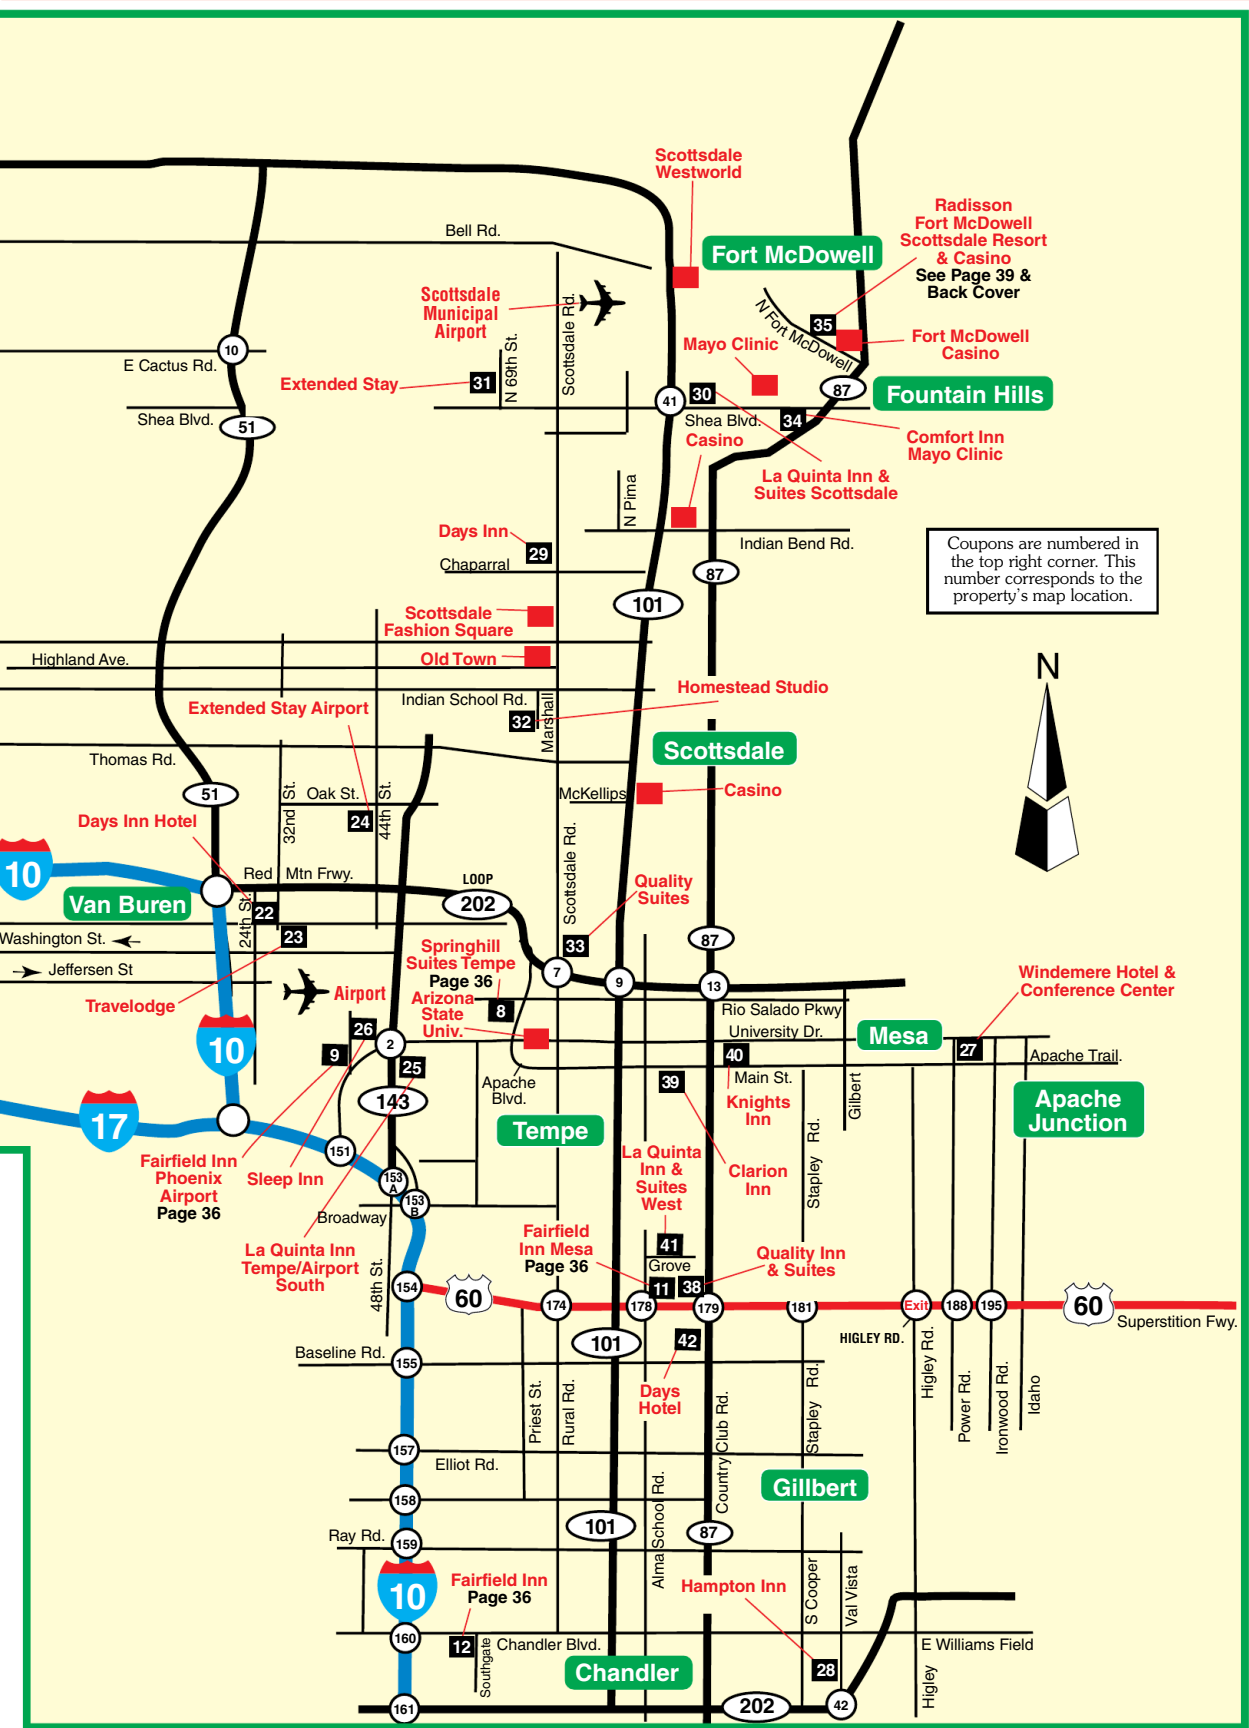 Scottsdale
Westworld
Radisson
Fort McDowell
Scottsdale Resort
& Casino
See Page 39 &
Back Cover
Bell Rd.
Fort McDowell
Scottsdale
Municipal
Airport
Scottsdale Rd.
N Fort McDowell
35
Fort McDowell
Casino
Mayo Clinic
10
E Cactus Rd.
N 69th St.
Extended Stay
31
87
Fountain Hills
41
30
Shea Blvd.
51
Shea Blvd.
34
Casino
Comfort Inn
Mayo Clinic
La Quinta Inn &
Suites Scottsdale
N Pima
Days Inn
29
Indian Bend Rd.
Chaparral
87
Coupons are numbered in
the top right corner. This
number corresponds to the
property's map location.
101
Scottsdale
Fashion Square
Old Town
Highland Ave.
N
Homestead Studio
Indian School Rd.
Extended Stay Airport
32
Marshall
Scottsdale
Thomas Rd.
51
32nd St.
Oak St.
44th St.
McKellips
Casino
Days Inn Hotel
24
Scottsdale Rd.
10
Red Mtn Frwy.
LOOP
202
Quality
Suites
Van Buren
24th St.
22
23
33
87
Washington St.
Springhill
Suites Tempe
Page 36
Jeffersen St
7
9
13
Windemere Hotel &
Conference Center
Travelodge
Airport
Arizona
State
Univ.
8
Rio Salado Pkwy
University Dr.
Mesa
10
26
2
9
25
40
27
Apache Trail.
Apache
Blvd.
39
Main St.
Gilbert
143
17
Tempe
Knights
Inn
Apache
Junction
151
Fairfield Inn
Phoenix
Airport
Page 36
Sleep Inn
153
A
153
B
La Quinta
Inn &
Suites
West
Clarion
Inn
Stapley Rd.
Broadway
Fairfield
Inn Mesa
Page 36
41
Grove
Quality Inn
& Suites
La Quinta Inn
Tempe/Airport
South
48th St.
154
60
174
178
11
38
179
181
Exit
188
195
60
Superstition Fwy.
HIGLEY RD.
101
42
Baseline Rd.
155
Days
Hotel
Priest St.
Rural Rd.
Country Club Rd.
Stapley Rd.
Higley Rd.
Power Rd.
Ironwood Rd.
Idaho
157
Elliot Rd.
Gillbert
158
Alma School Rd.
101
87
Ray Rd.
159
10
Fairfield Inn
Page 36
Hampton Inn
S Cooper
Val Vista
160
12
Southgate
Chandler Blvd.
E Williams Field
Chandler
28
Higley
161
202
42